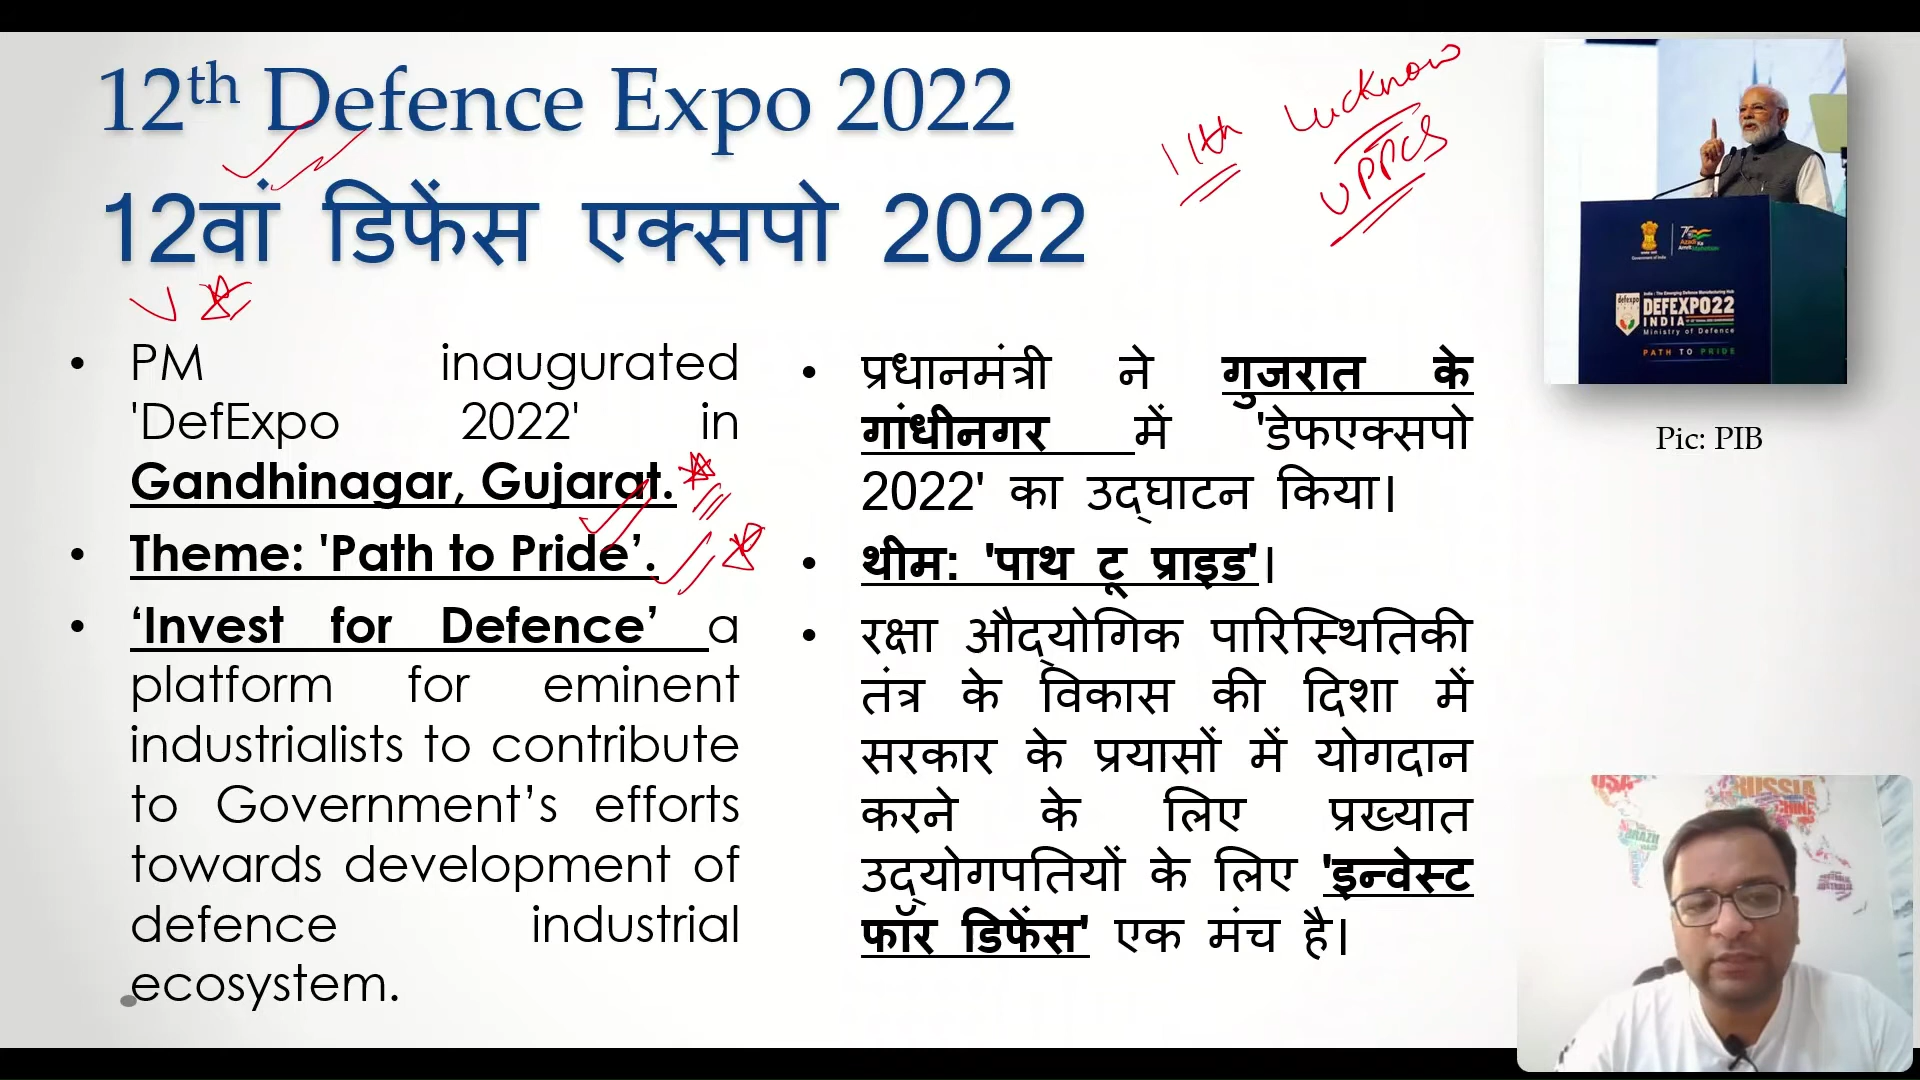 12th Defence Expo 2022
12वां डिफेंस एक्सपो 2022
11th Lucknow
UPPCS
• PM inaugurated
'DefExpo 2022' in
Gandhinagar, Gujarat.
• Theme: 'Path to Pride’.
• ‘Invest for Defence’ a
platform for eminent
industrialists to contribute
to Government’s efforts
towards development of
defence industrial
ecosystem.
• प्रधानमंत्री ने गुजरात के
गांधीनगर में 'डेफएक्सपो
2022' का उद्घाटन किया।
• थीम: 'पाथ टू प्राइड'।
• रक्षा औद्योगिक पारिस्थितिकी
तंत्र के विकास की दिशा में
सरकार के प्रयासों में योगदान
करने के लिए प्रख्यात
उद्योगपतियों के लिए 'इन्वेस्ट
फॉर डिफेंस' एक मंच है।
defexpo
DEFEXPO22
INDIA
Ministry of Defence
PATH TO PRIDE
Pic: PIB
USA
RUSSIA